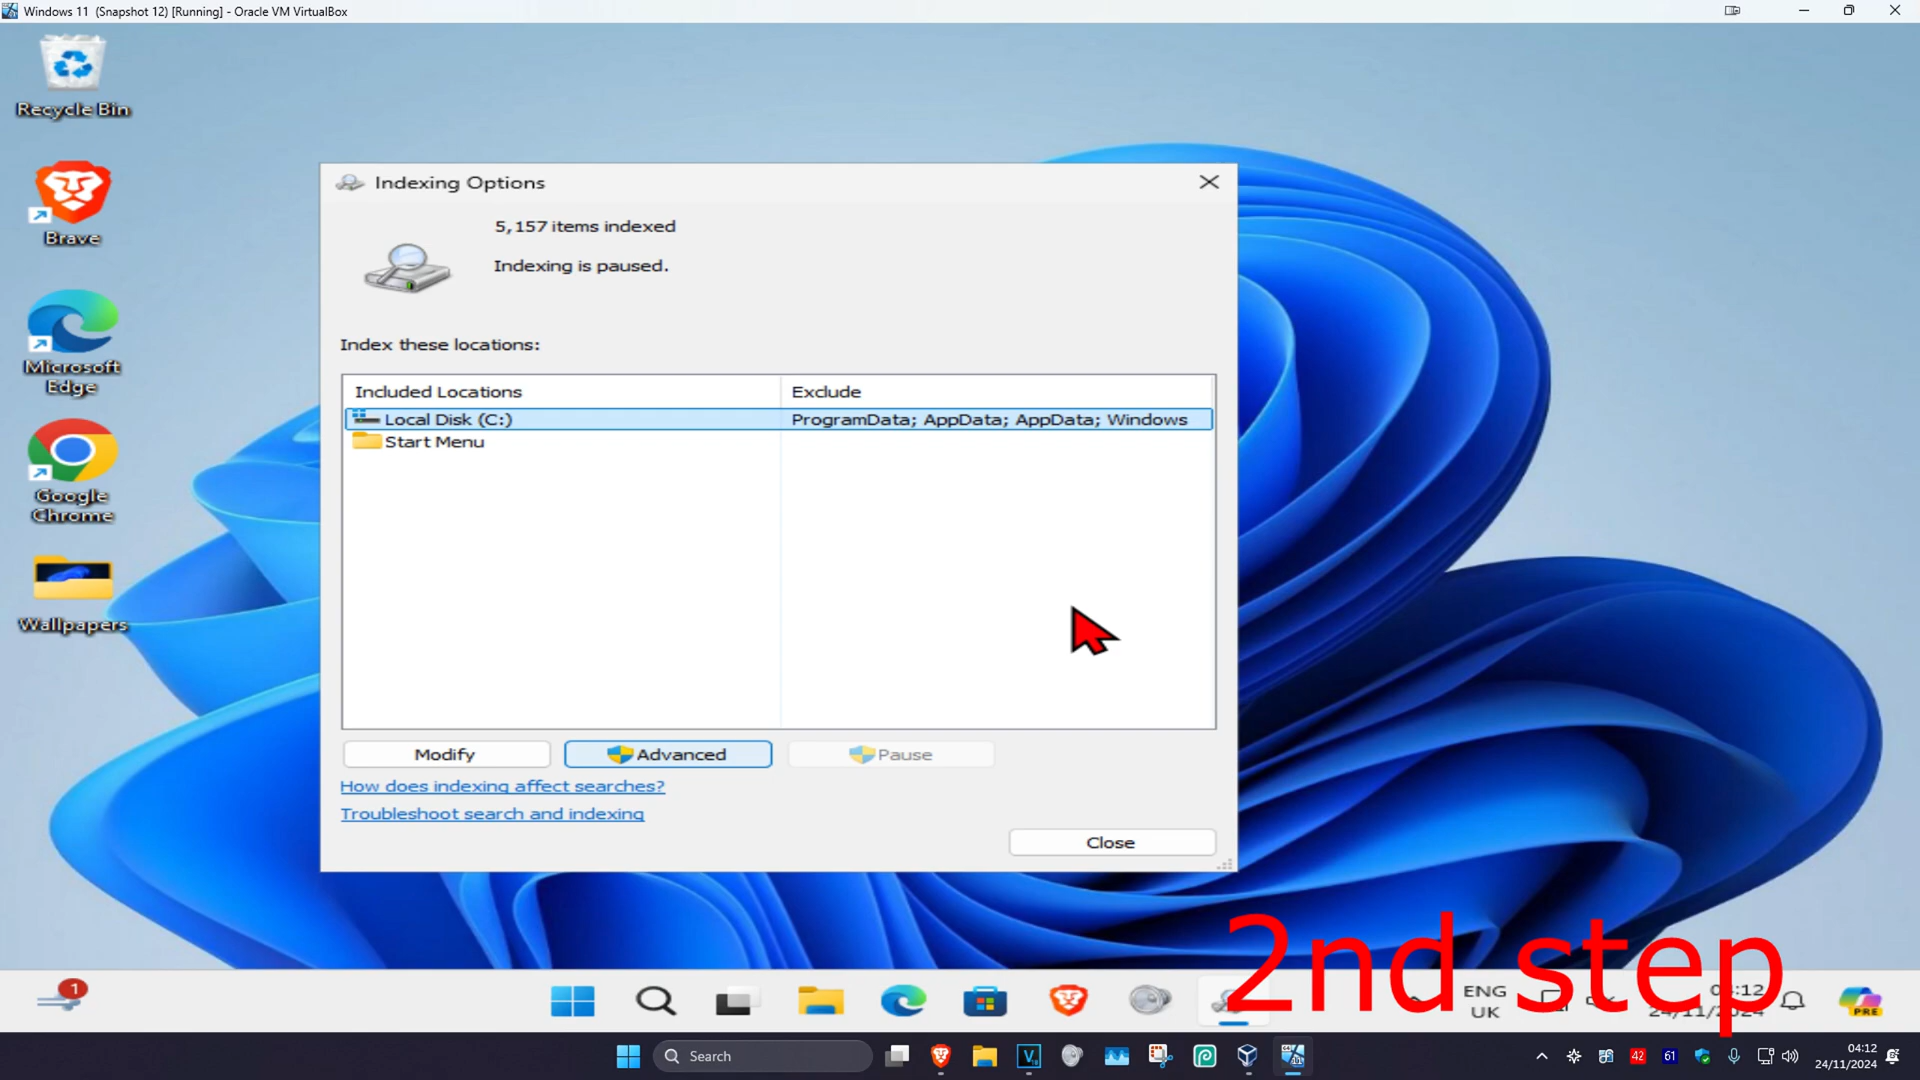 Windows 11 (Snapshot 12) [Running] - Oracle VM VirtualBox
Recycle Bin
Brave
Microsoft
Edge
Google
Chrome
Wallpapers
Indexing Options
5,157 items indexed
Indexing is paused.
Index these locations:
Included Locations
Exclude
Local Disk (C:)
ProgramData; AppData; AppData; Windows
Start Menu
Modify
Advanced
Pause
How does indexing affect searches?
Troubleshoot search and indexing
Close
2nd step
1
ENG
UK
04:12
24/11/2024
PRE
Search
42
61
04:12
24/11/2024